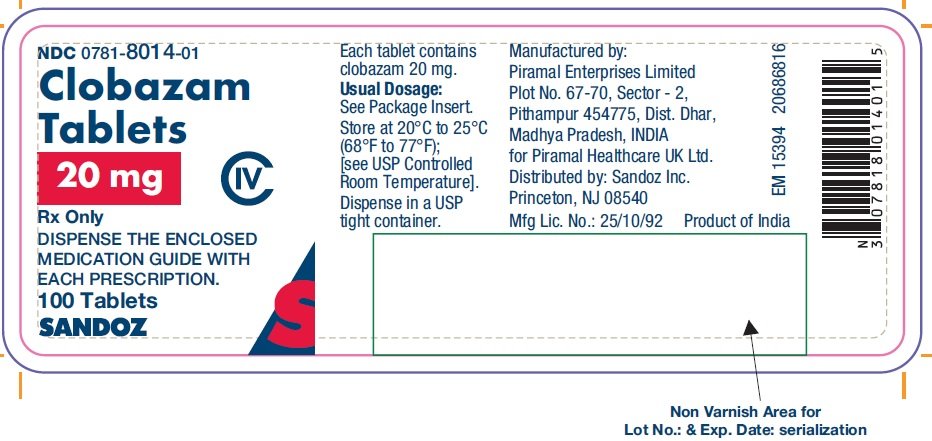 NDC 0781-8014-01
Clobazam
Tablets
20 mg
CIV
Rx Only
DISPENSE THE ENCLOSED
MEDICATION GUIDE WITH
EACH PRESCRIPTION.
100 Tablets
SANDOZ
S
Each tablet contains
clobazam 20 mg.
Usual Dosage:
See Package Insert.
Store at 20°C to 25°C
(68°F to 77°F);
[see USP Controlled
Room Temperature].
Dispense in a USP
tight container.
Manufactured by:
Piramal Enterprises Limited
Plot No. 67-70, Sector - 2,
Pithampur 454775, Dist. Dhar,
Madhya Pradesh, INDIA
for Piramal Healthcare UK Ltd.
Distributed by: Sandoz Inc.
Princeton, NJ 08540
Mfg Lic. No.: 25/10/92 Product of India
EM 15394 20686816
N
3 0781801401 5
Non Varnish Area for
Lot No.: & Exp. Date: serialization